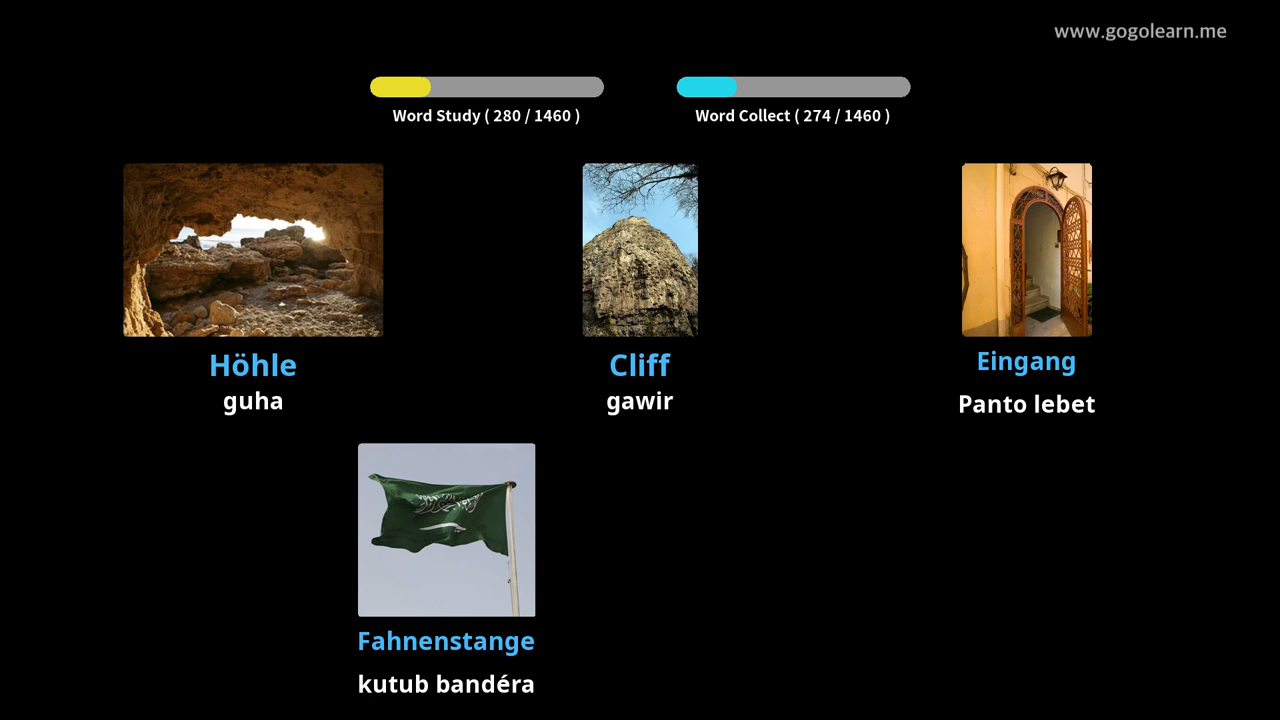 www.gogolearn.me
Word Study ( 280 / 1460 )
Word Collect ( 274 / 1460 )
Höhle
guha
Cliff
gawir
Eingang
Panto lebet
Fahnenstange
kutub bandéra